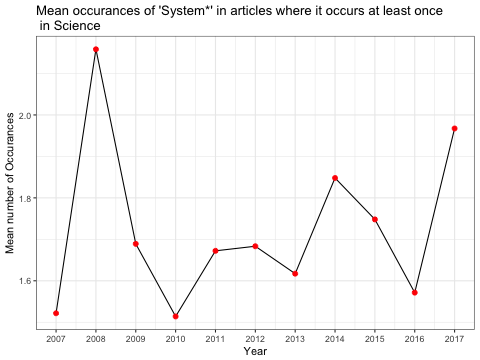 Mean occurances of 'System*' in articles where it occurs at least once
in Science
Mean number of Occurances
2.0
1.8
1.6
2007 2008 2009 2010 2011 2012 2013 2014 2015 2016 2017
Year